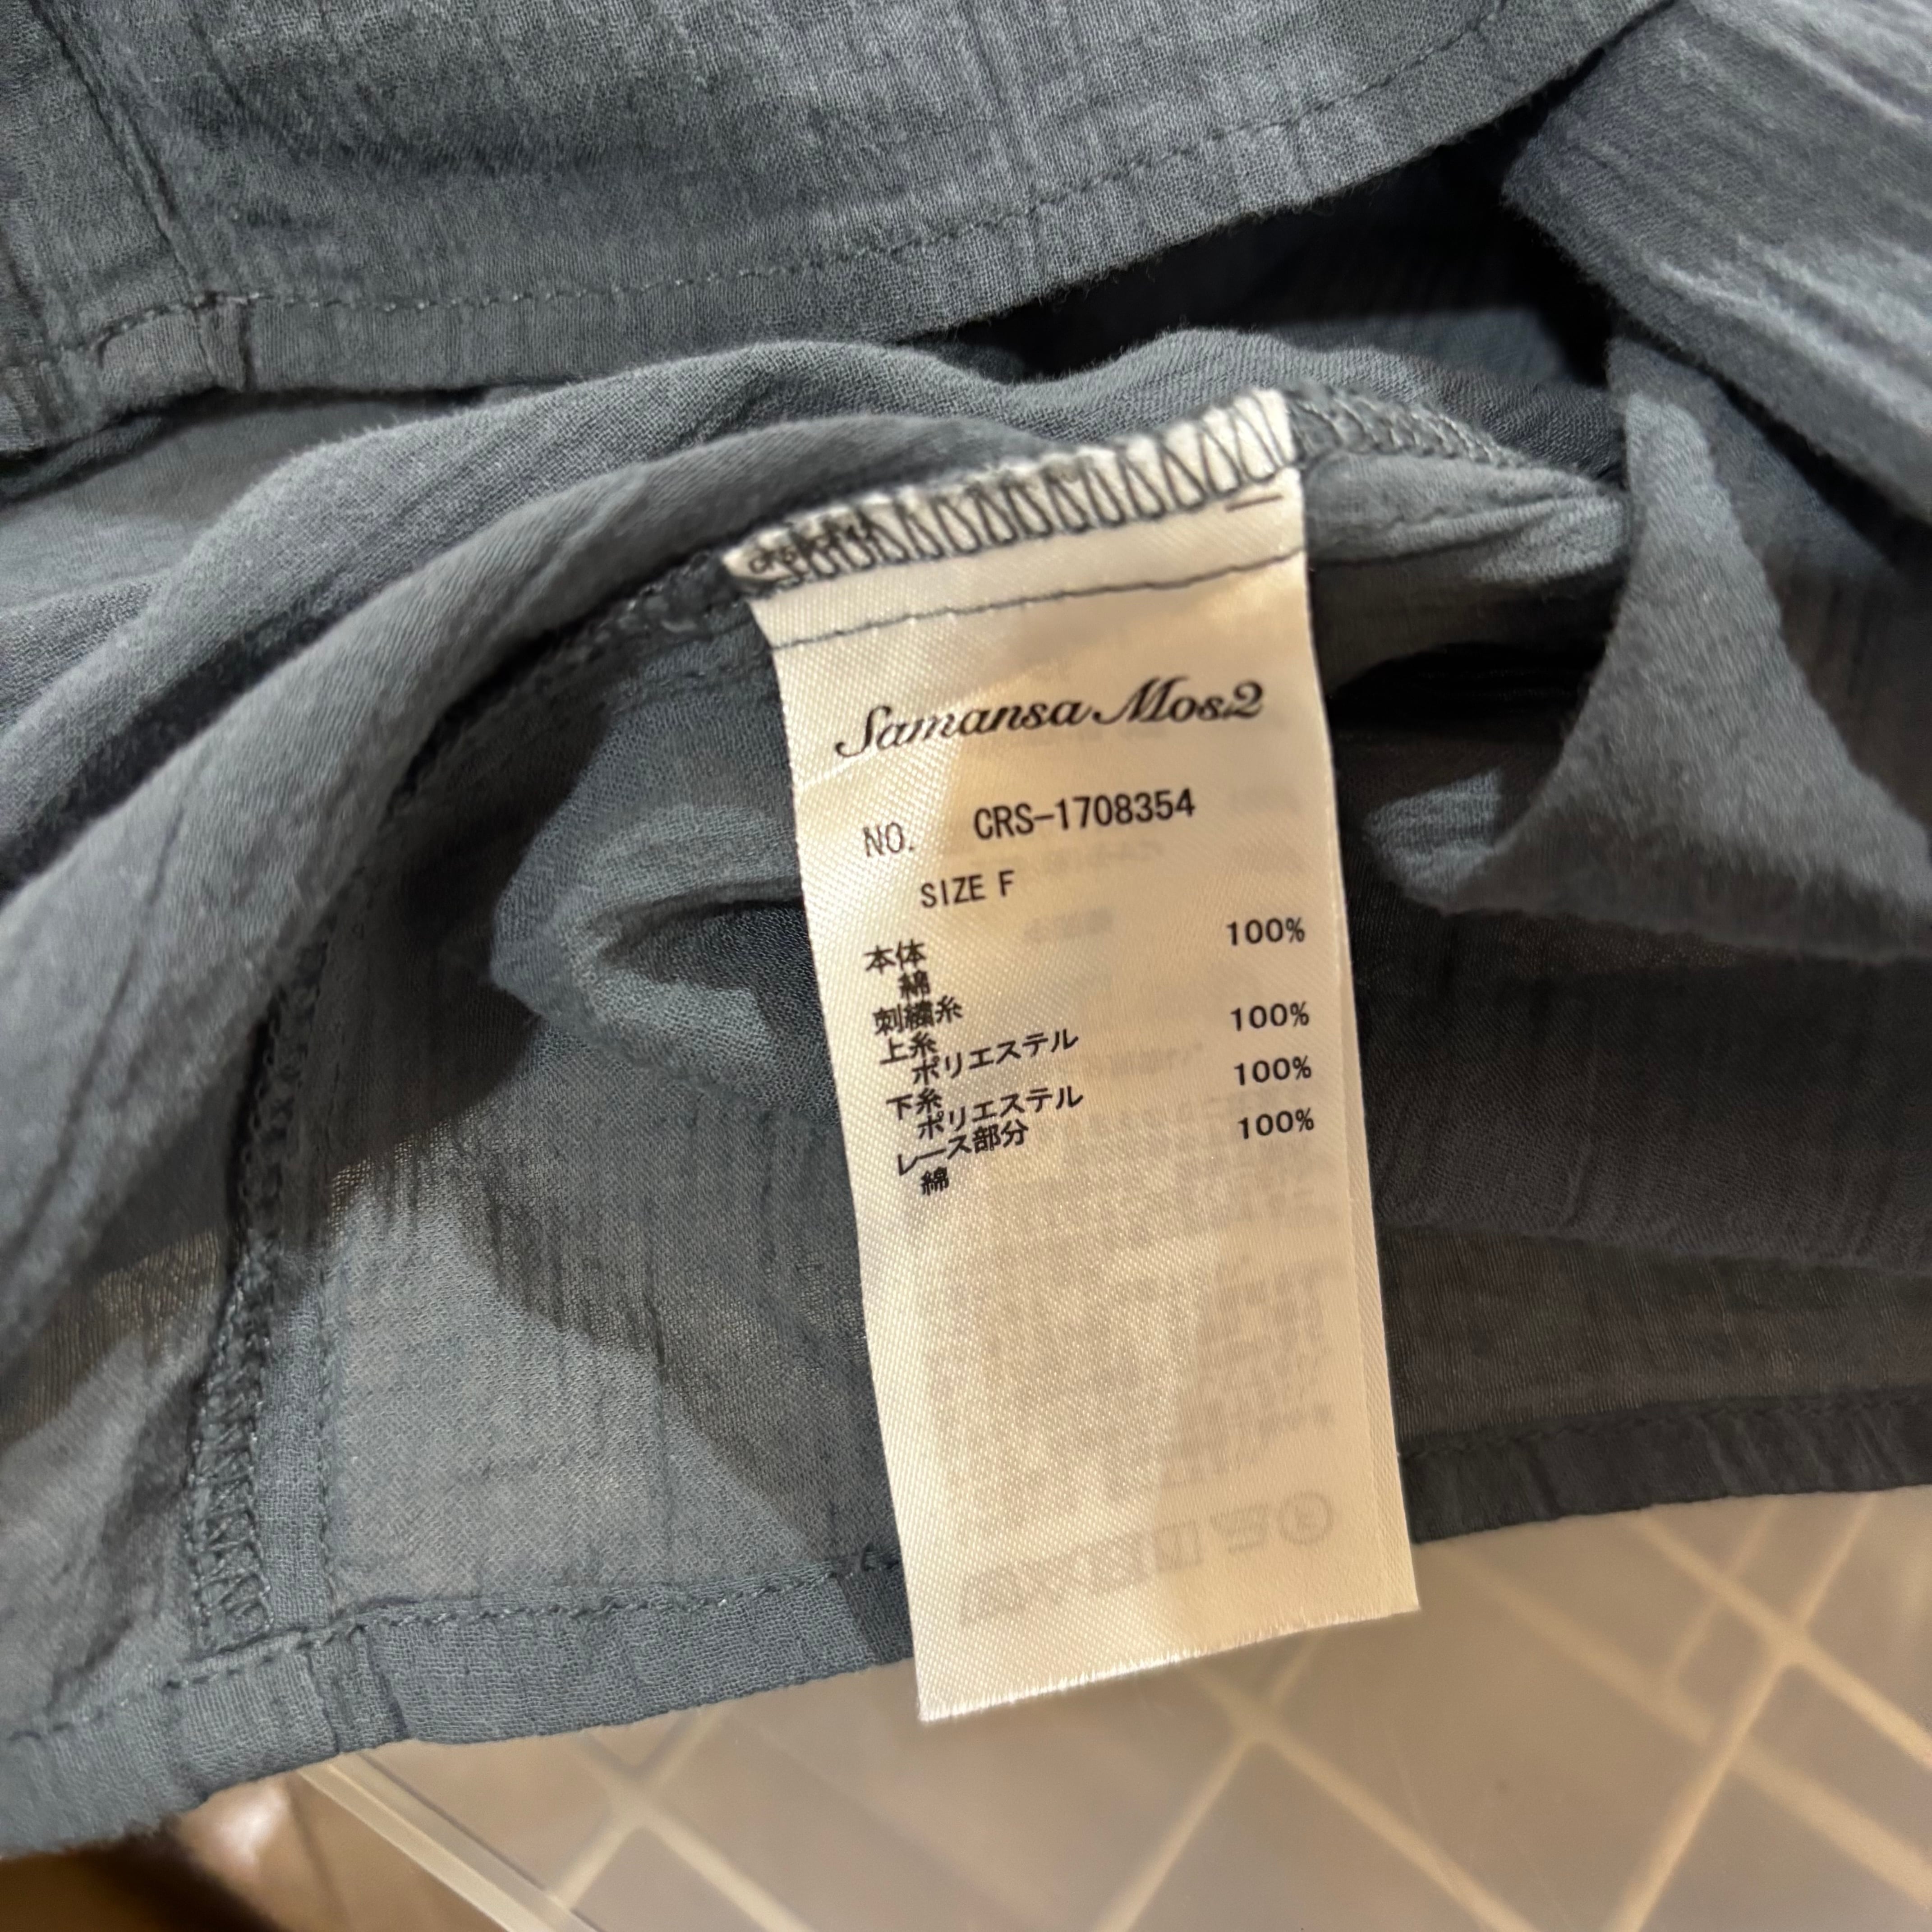 Samansa Mos2
NO. CRS-1708354
SIZE F
本体
綿 100%
刺繍糸
上糸
ポリエステル 100%
下糸
ポリエステル 100%
レース部分
綿 100%